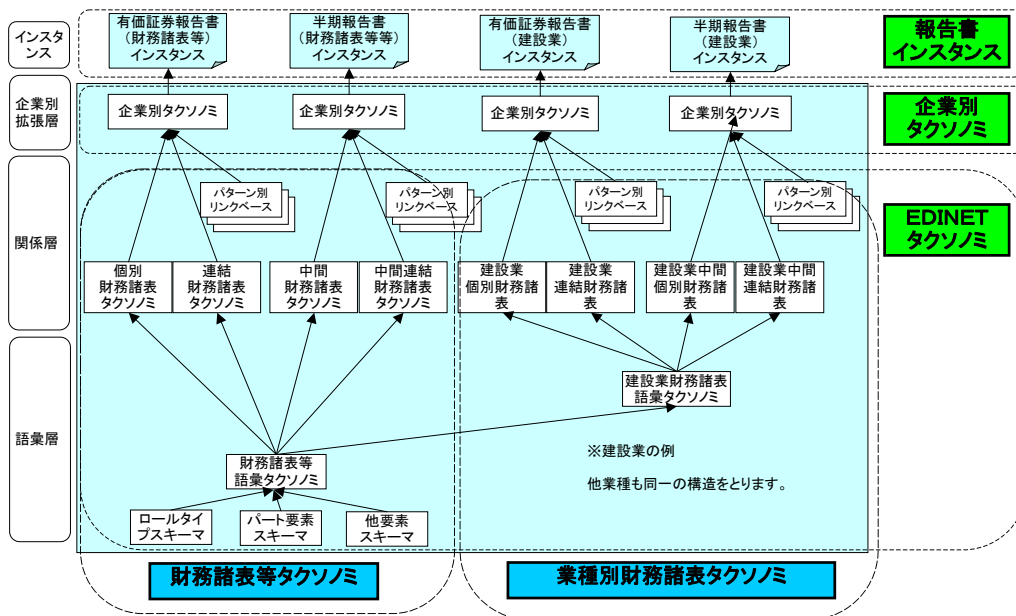 インスタ
ンス
有価証券報告書
(財務諸表等)
インスタンス
半期報告書
(財務諸表等等)
インスタンス
有価証券報告書
(建設業)
インスタンス
半期報告書
(建設業)
インスタンス
報告書
インスタンス
企業別
拡張層
企業別タクソノミ
企業別タクソノミ
企業別タクソノミ
企業別タクソノミ
企業別
タクソノミ
関係層
パターン別
リンクベース
パターン別
リンクベース
パターン別
リンクベース
パターン別
リンクベース
EDINET
タクソノミ
個別
財務諸表
タクソノミ
連結
財務諸表
タクソノミ
中間
財務諸表
タクソノミ
中間連結
財務諸表
タクソノミ
建設業
個別財務諸
表
建設業
連結財務諸
表
建設業中間
個別財務諸
表
建設業中間
連結財務諸
表
語彙層
建設業財務諸表
語彙タクソノミ
財務諸表等
語彙タクソノミ
※建設業の例
他業種も同一の構造をとります。
ロールタイ
プスキーマ
パート要素
スキーマ
他要素
スキーマ
財務諸表等タクソノミ
業種別財務諸表タクソノミ